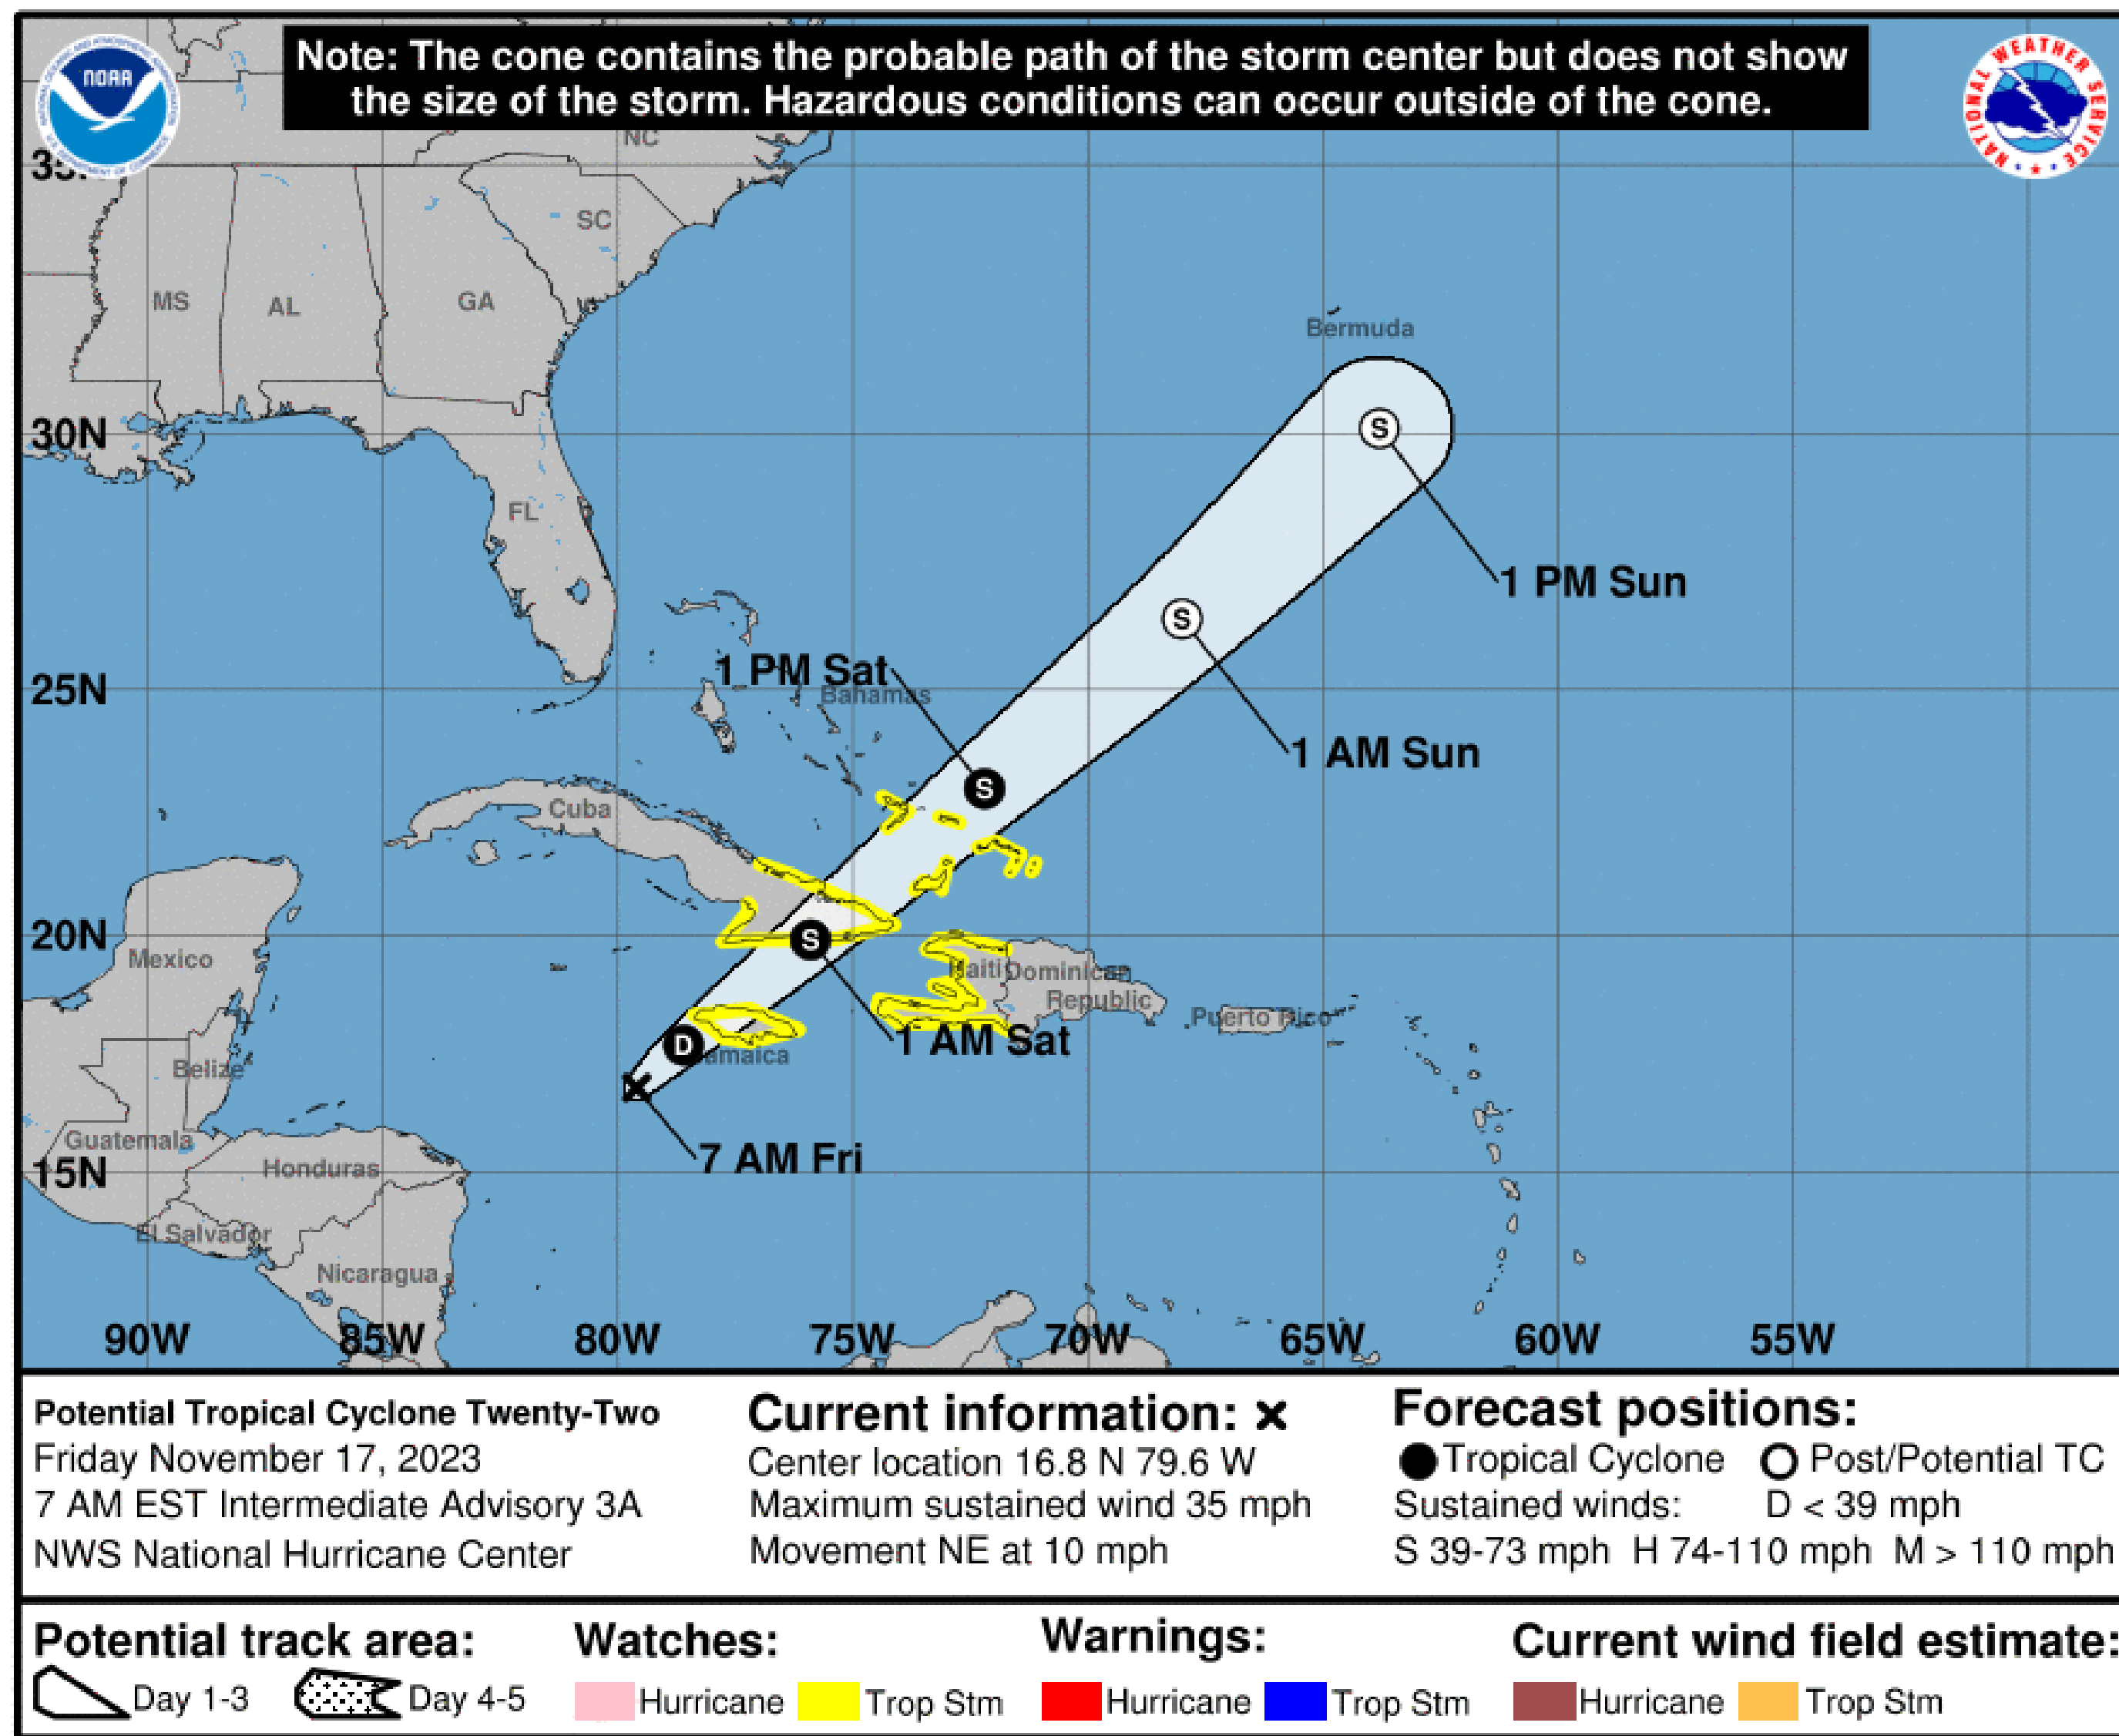 Note: The cone contains the probable path of the storm center but does not show
the size of the storm. Hazardous conditions can occur outside of the cone.
NOAA
NATIONAL WEATHER SERVICE
NC
SC
MS
AL
GA
Bermuda
30N
FL
1 PM Sun
1 PM Sat
25N
Bahamas
1 AM Sun
Cuba
20N
Mexico
Haiti
Dominican
Republic
Puerto Rico
1 AM Sat
Belize
7 AM Fri
Guatemala
15N
Honduras
El Salvador
Nicaragua
S
S
S
S
D
90W 85W 80W 75W 70W 65W 60W 55W
Potential Tropical Cyclone Twenty-Two
Friday November 17, 2023
7 AM EST Intermediate Advisory 3A
NWS National Hurricane Center
Current information: x
Center location 16.8 N 79.6 W
Maximum sustained wind 35 mph
Movement NE at 10 mph
Forecast positions:
Tropical Cyclone Post/Potential TC
Sustained winds: D < 39 mph
S 39-73 mph H 74-110 mph M > 110 mph
Potential track area:
Day 1-3 Day 4-5
Watches:
Hurricane Trop Stm
Warnings:
Hurricane Trop Stm
Current wind field estimate:
Hurricane Trop Stm